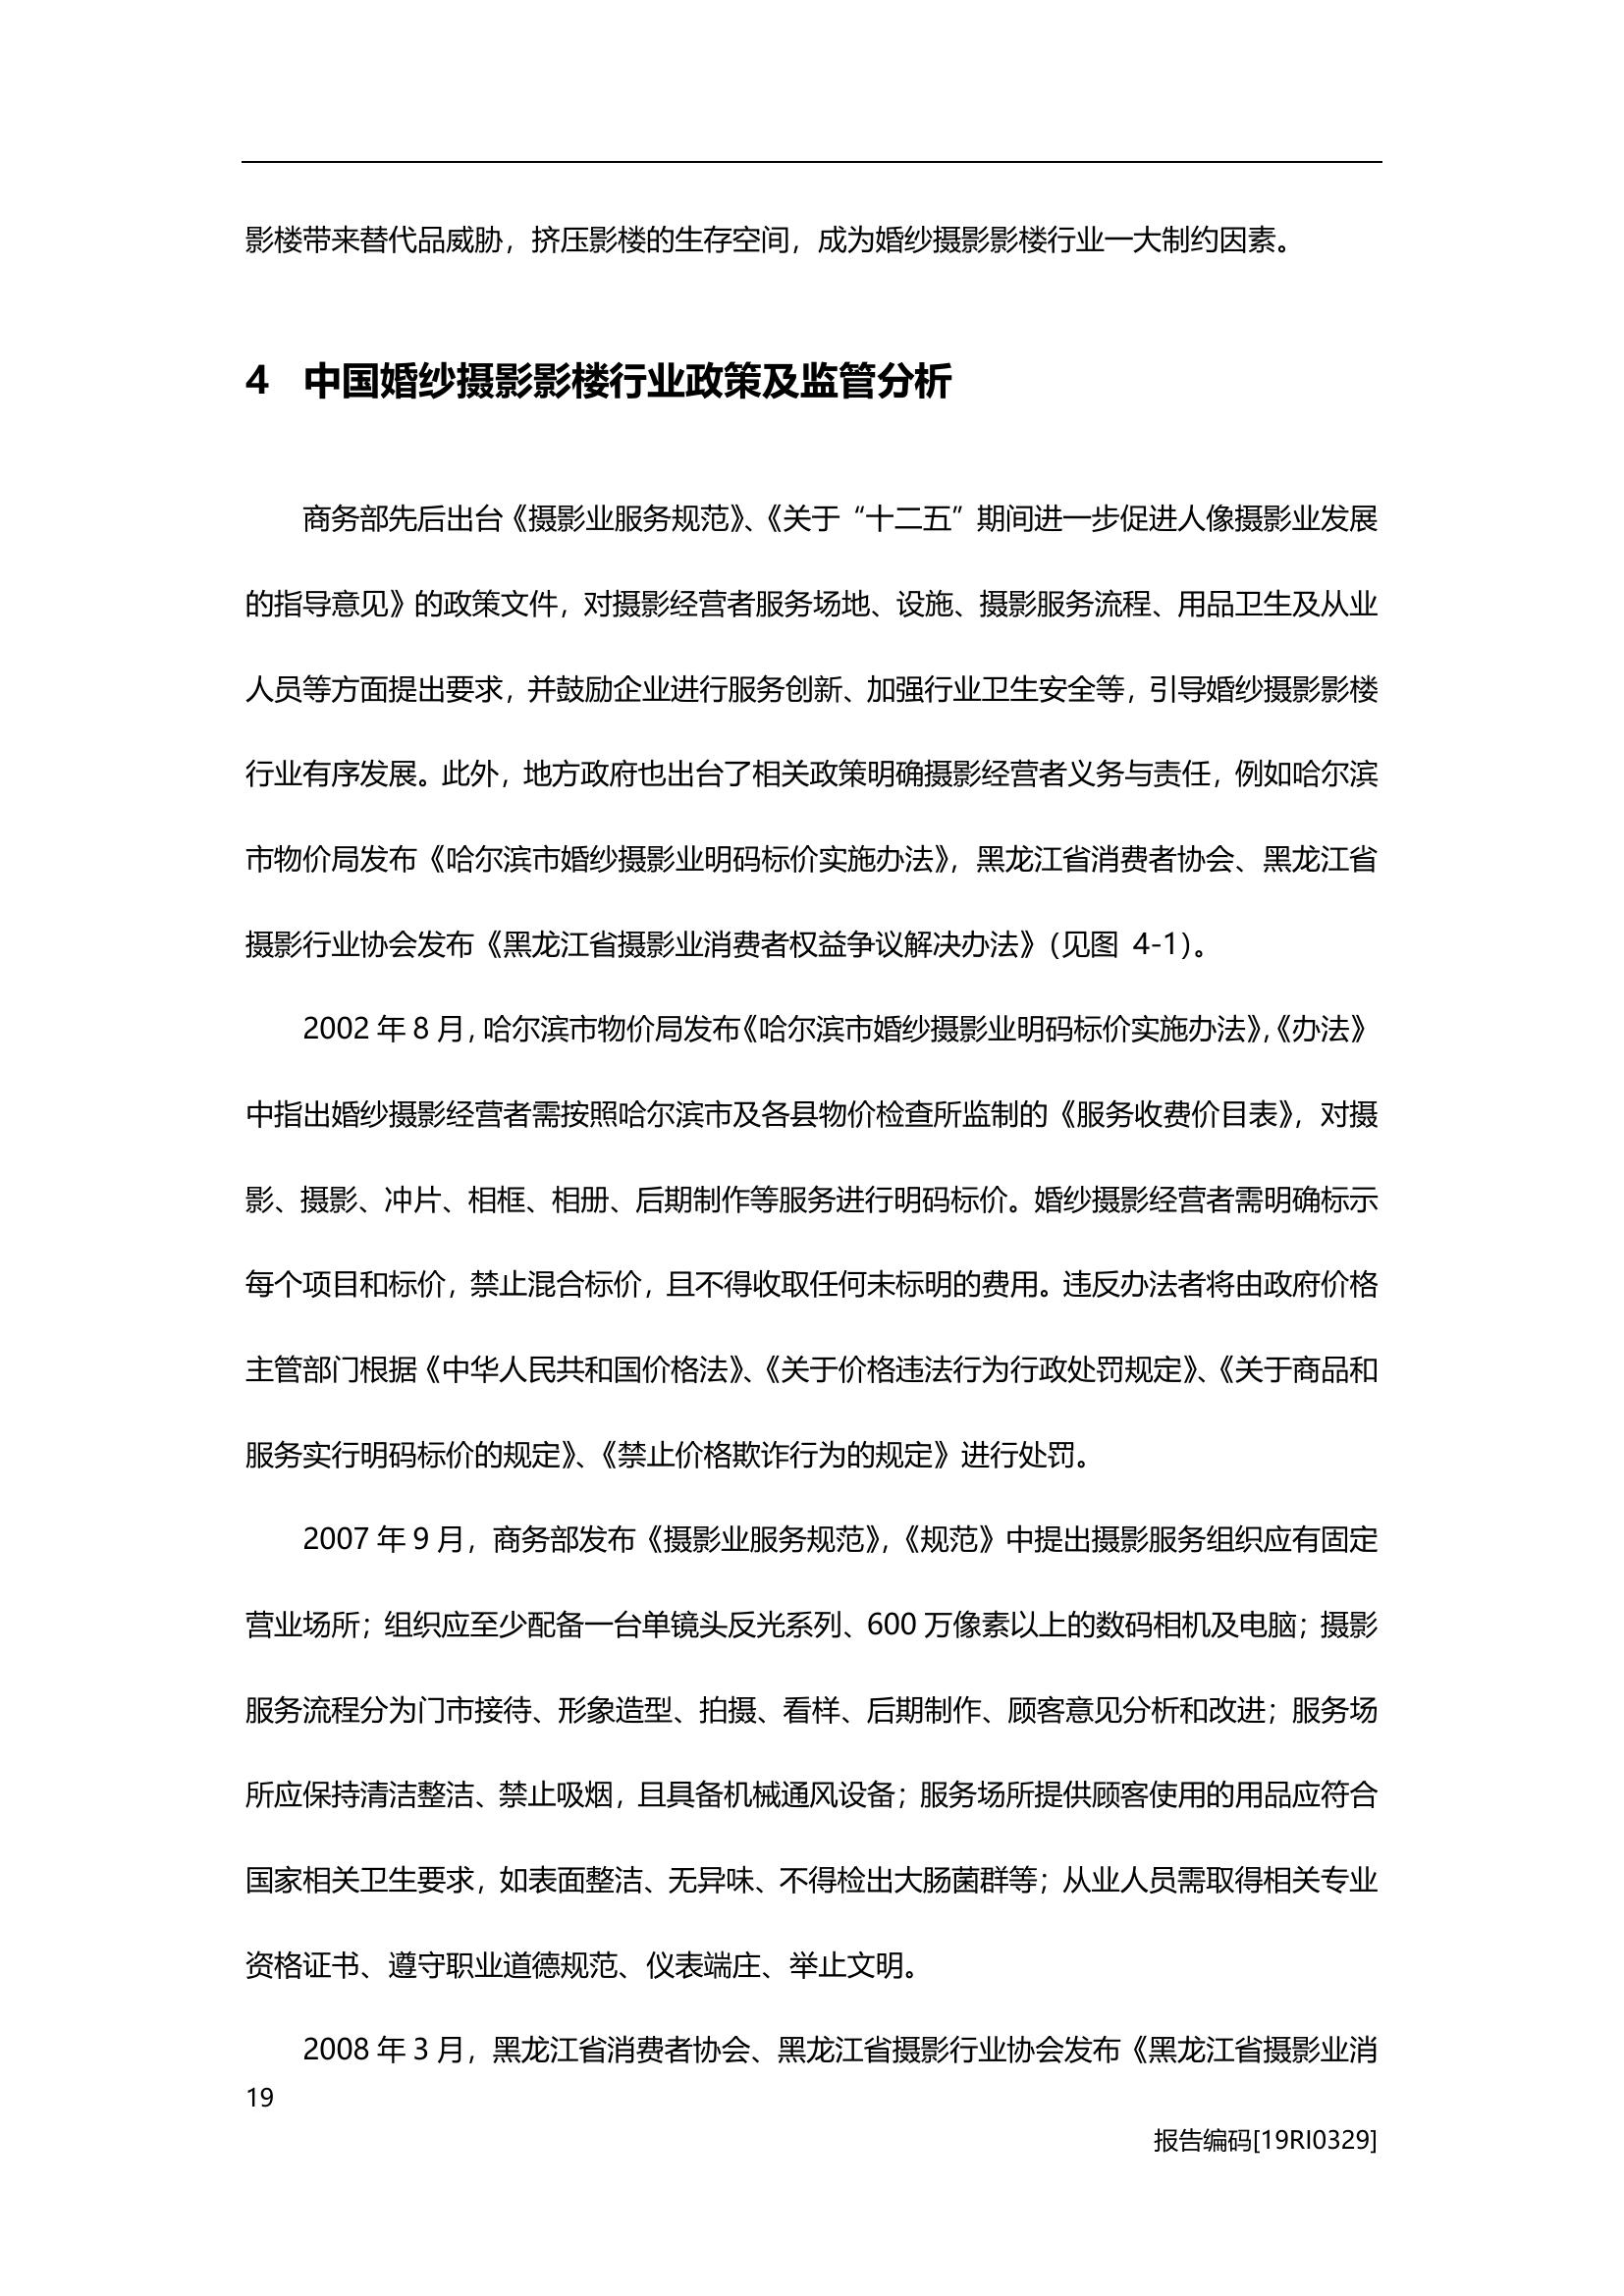 影楼带来替代品威胁，挤压影楼的生存空间，成为婚纱摄影影楼行业一大制约因素。
4 中国婚纱摄影影楼行业政策及监管分析
商务部先后出台《摄影业服务规范》、《关于“十二五”期间进一步促进人像摄影业发展
的指导意见》的政策文件，对摄影经营者服务场地、设施、摄影服务流程、用品卫生及从业
人员等方面提出要求，并鼓励企业进行服务创新、加强行业卫生安全等，引导婚纱摄影影楼
行业有序发展。此外，地方政府也出台了相关政策明确摄影经营者义务与责任，例如哈尔滨
市物价局发布《哈尔滨市婚纱摄影业明码标价实施办法》，黑龙江省消费者协会、黑龙江省
摄影行业协会发布《黑龙江省摄影业消费者权益争议解决办法》（见图 4-1）。
2002 年 8 月，哈尔滨市物价局发布《哈尔滨市婚纱摄影业明码标价实施办法》，《办法》
中指出婚纱摄影经营者需按照哈尔滨市及各县物价检查所监制的《服务收费价目表》，对摄
影、摄影、冲片、相框、相册、后期制作等服务进行明码标价。婚纱摄影经营者需明确标示
每个项目和标价，禁止混合标价，且不得收取任何未标明的费用。违反办法者将由政府价格
主管部门根据《中华人民共和国价格法》、《关于价格违法行为行政处罚规定》、《关于商品和
服务实行明码标价的规定》、《禁止价格欺诈行为的规定》进行处罚。
2007 年 9 月，商务部发布《摄影业服务规范》，《规范》中提出摄影服务组织应有固定
营业场所；组织应至少配备一台单镜头反光系列、600 万像素以上的数码相机及电脑；摄影
服务流程分为门市接待、形象造型、拍摄、看样、后期制作、顾客意见分析和改进；服务场
所应保持清洁整洁、禁止吸烟，且具备机械通风设备；服务场所提供顾客使用的用品应符合
国家相关卫生要求，如表面整洁、无异味、不得检出大肠菌群等；从业人员需取得相关专业
资格证书、遵守职业道德规范、仪表端庄、举止文明。
2008 年 3 月，黑龙江省消费者协会、黑龙江省摄影行业协会发布《黑龙江省摄影业消
19
报告编码[19RI0329]